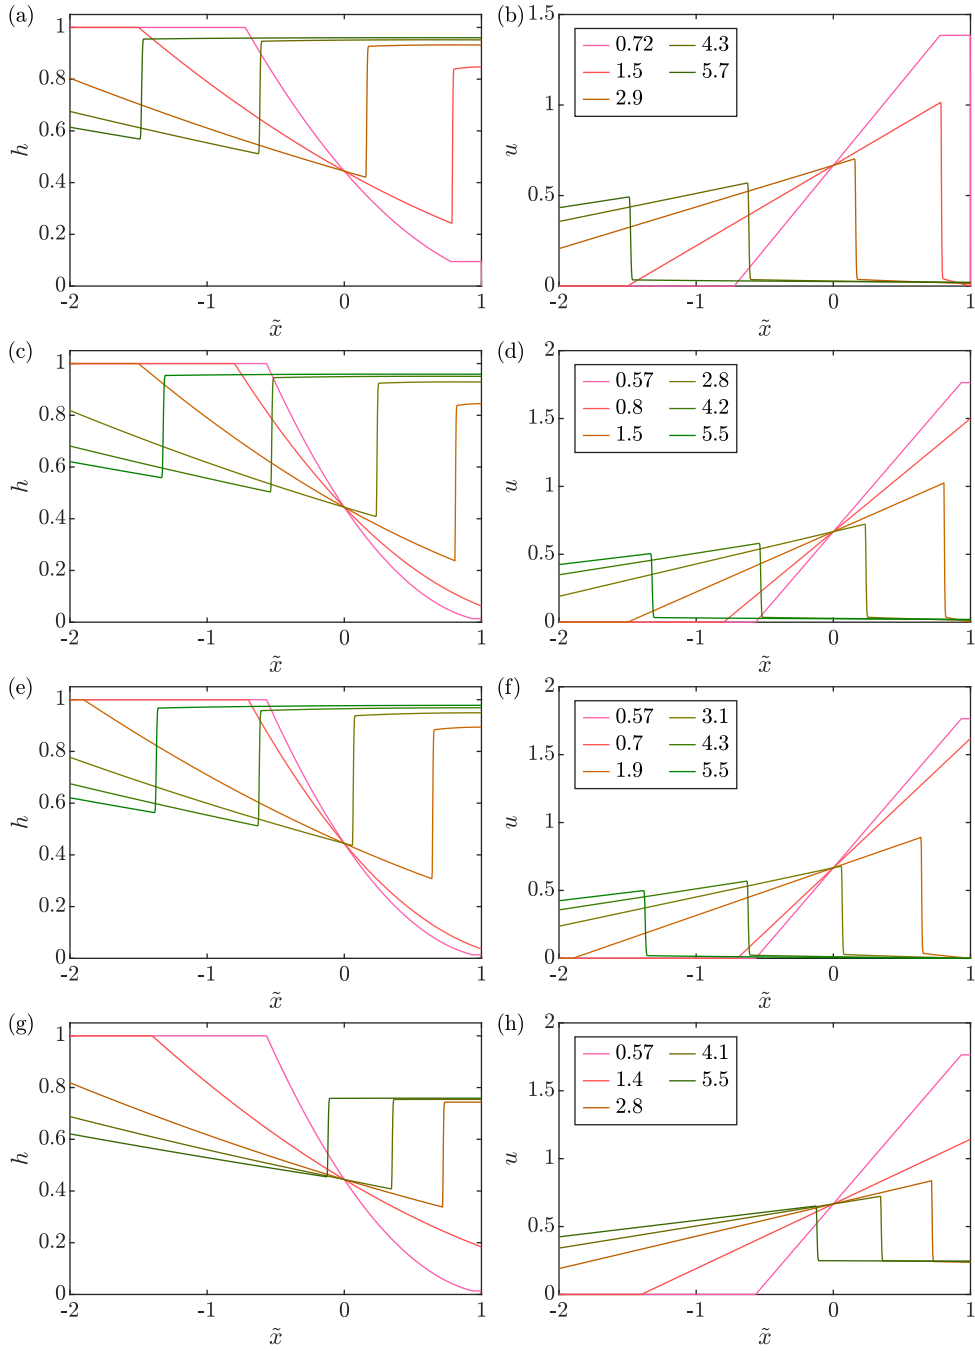 (a)
1
0.8
0.6
h
0.4
0.2
0
-2 -1 0 1
x̃
(b)
1.5
1
u
0.5
0
-2 -1 0 1
x̃
0.72 4.3
1.5 5.7
2.9
(c)
1
0.8
0.6
h
0.4
0.2
0
-2 -1 0 1
x̃
(d)
2
1.5
1
u
0.5
0
-2 -1 0 1
x̃
0.57 2.8
0.8 4.2
1.5 5.5
(e)
1
0.8
0.6
h
0.4
0.2
0
-2 -1 0 1
x̃
(f)
2
1.5
1
u
0.5
0
-2 -1 0 1
x̃
0.57 3.1
0.7 4.3
1.9 5.5
(g)
1
0.8
0.6
h
0.4
0.2
0
-2 -1 0 1
x̃
(h)
2
1.5
1
u
0.5
0
-2 -1 0 1
x̃
0.57 4.1
1.4 5.5
2.8